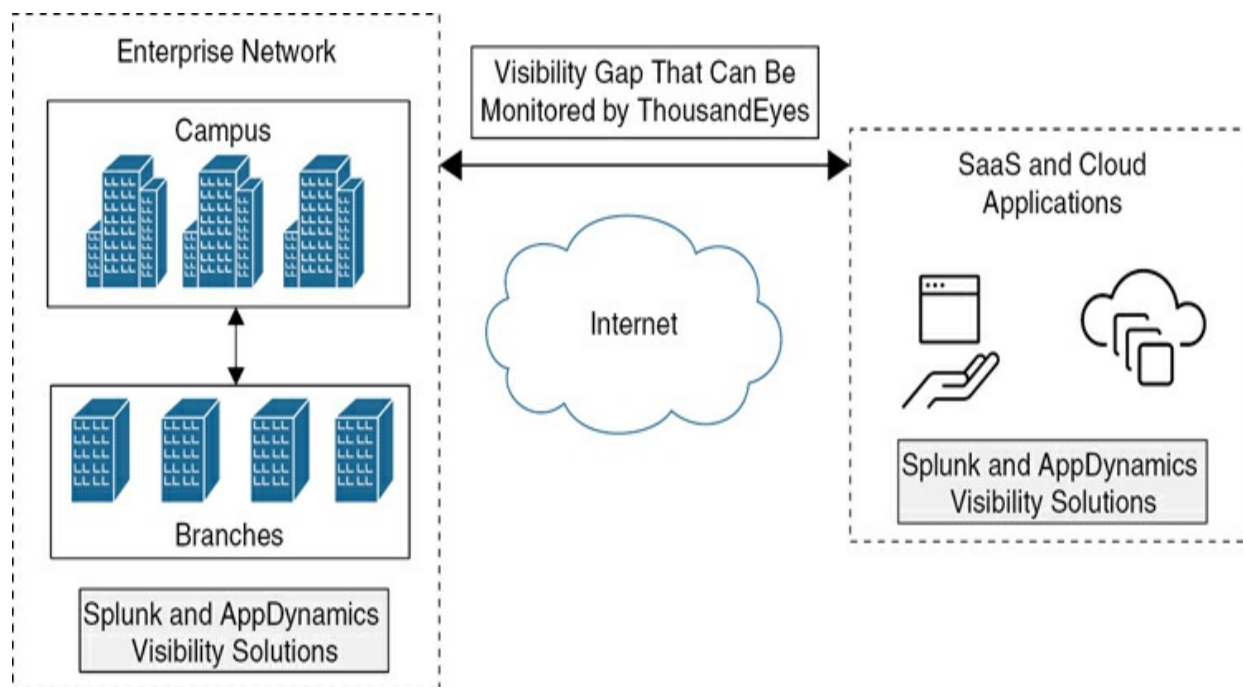 Enterprise Network
Campus
Branches
Splunk and AppDynamics
Visibility Solutions
Visibility Gap That Can Be
Monitored by ThousandEyes
Internet
SaaS and Cloud
Applications
Splunk and AppDynamics
Visibility Solutions